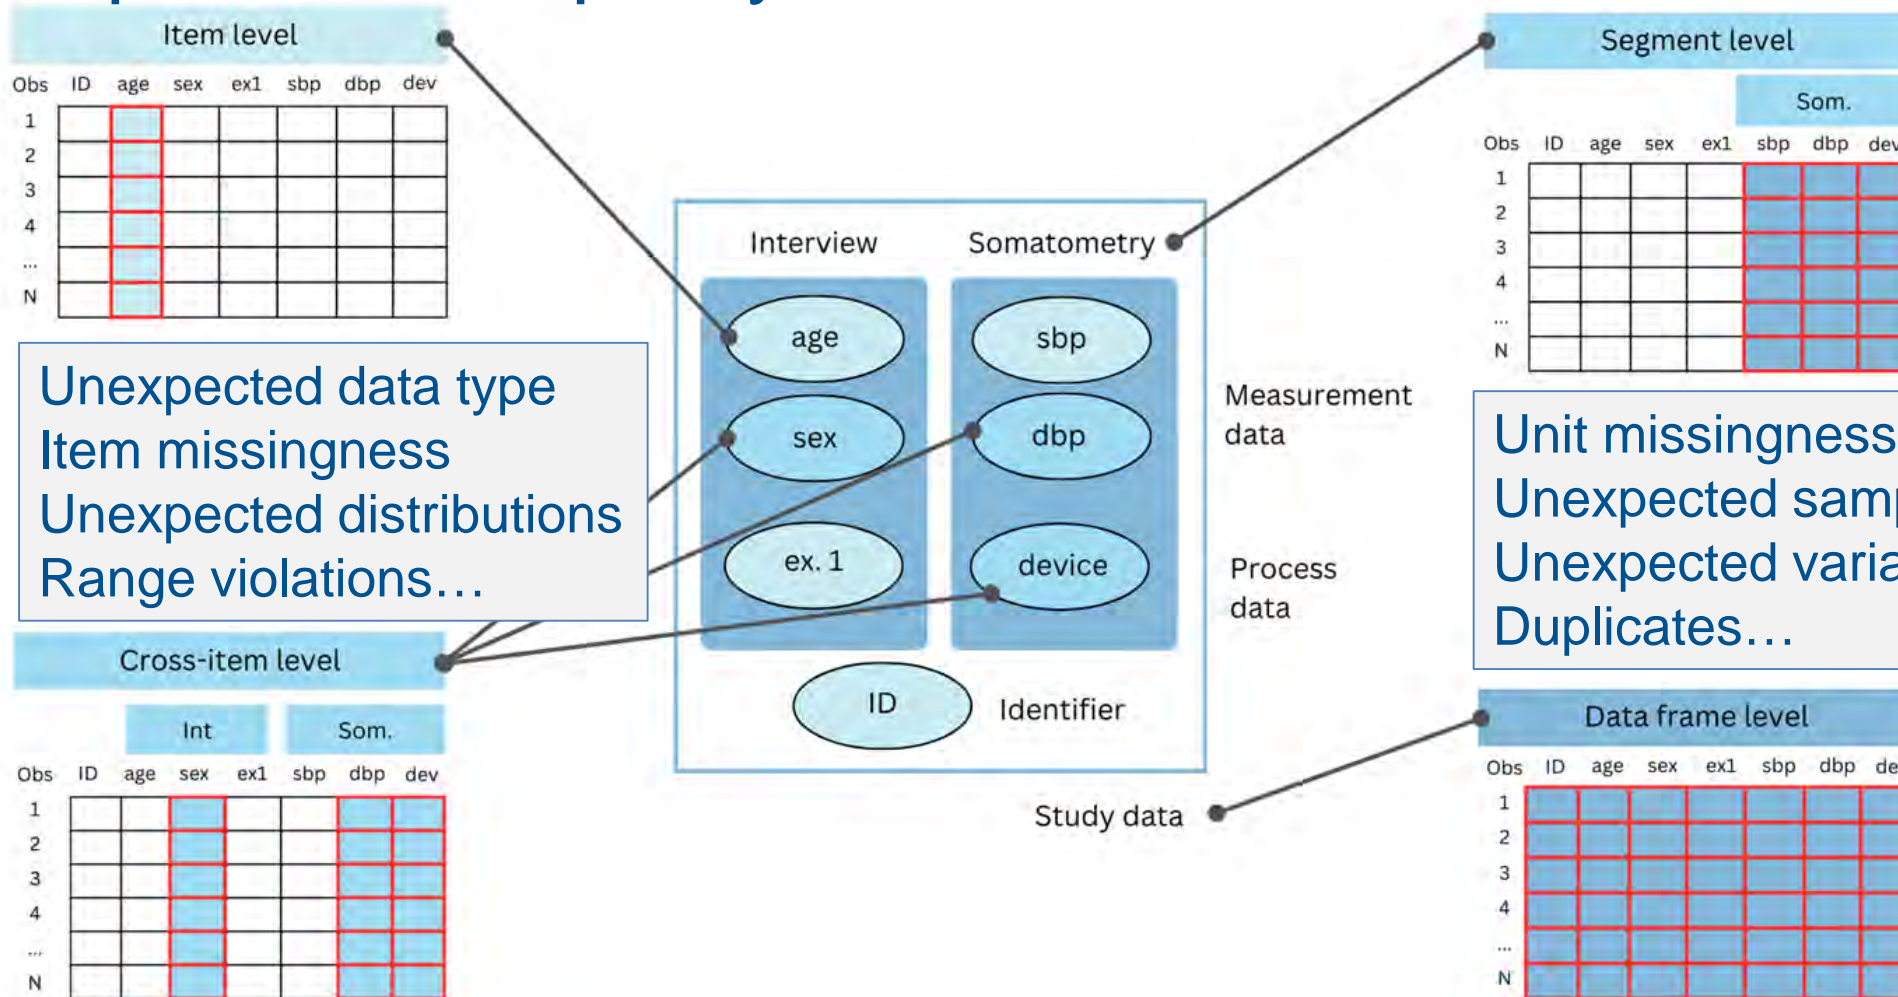 Item level
Obs ID age sex ex1 sbp dbp dev
1
2
3
4
...
N
Unexpected data type
Item missingness
Unexpected distributions
Range violations…
Cross-item level
Int Som.
Obs ID age sex ex1 sbp dbp dev
1
2
3
4
...
N
Interview Somatometry
age sbp
sex dbp
ex. 1 device
ID Identifier
Measurement
data
Process
data
Study data
Segment level
Som.
Obs ID age sex ex1 sbp dbp dev
1
2
3
4
...
N
Unit missingness
Unexpected
Unexpected
Duplicates…
Data frame level
Obs ID age sex ex1 sbp dbp
1
2
3
4
...
N